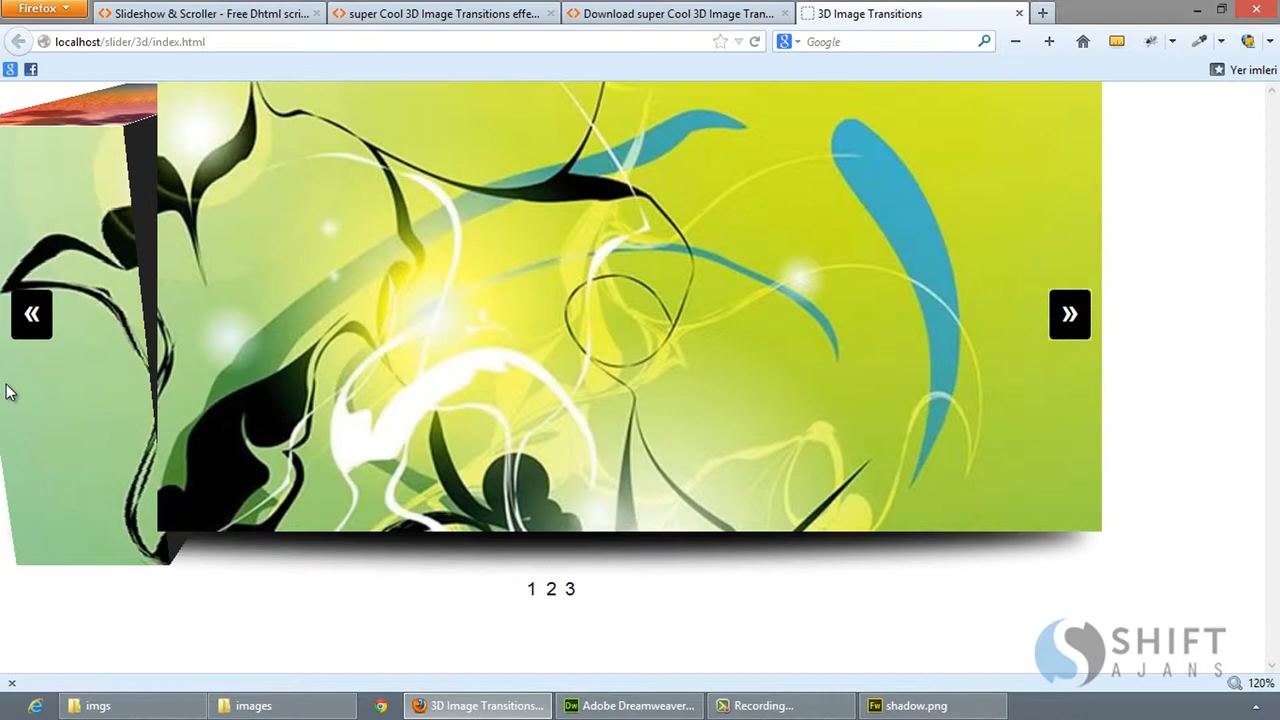 Firefox
Slideshow & Scroller - Free Dhtml scri...
super Cool 3D Image Transitions effe...
Download super Cool 3D Image Tran...
3D Image Transitions
localhost/slider/3d/index.html
Google
Yer imleri
«
»
1 2 3
SHIFT
AJANS
120%
imgs
images
3D Image Transitions...
Adobe Dreamweaver...
Recording...
shadow.png